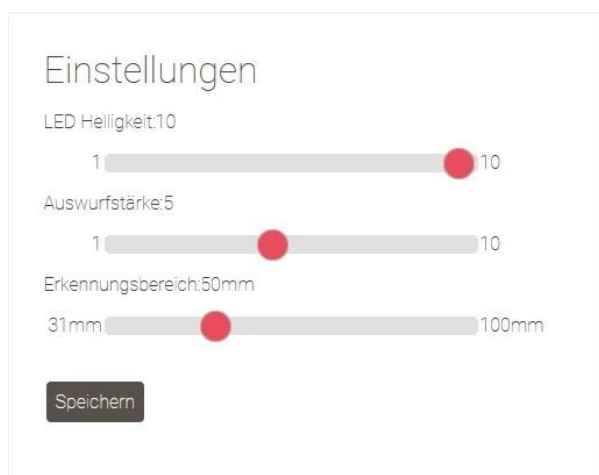 Einstellungen
LED Helligkeit:10
1 10
Auswurfstärke:5
1 10
Erkennungsbereich:50mm
31mm 100mm
Speichern